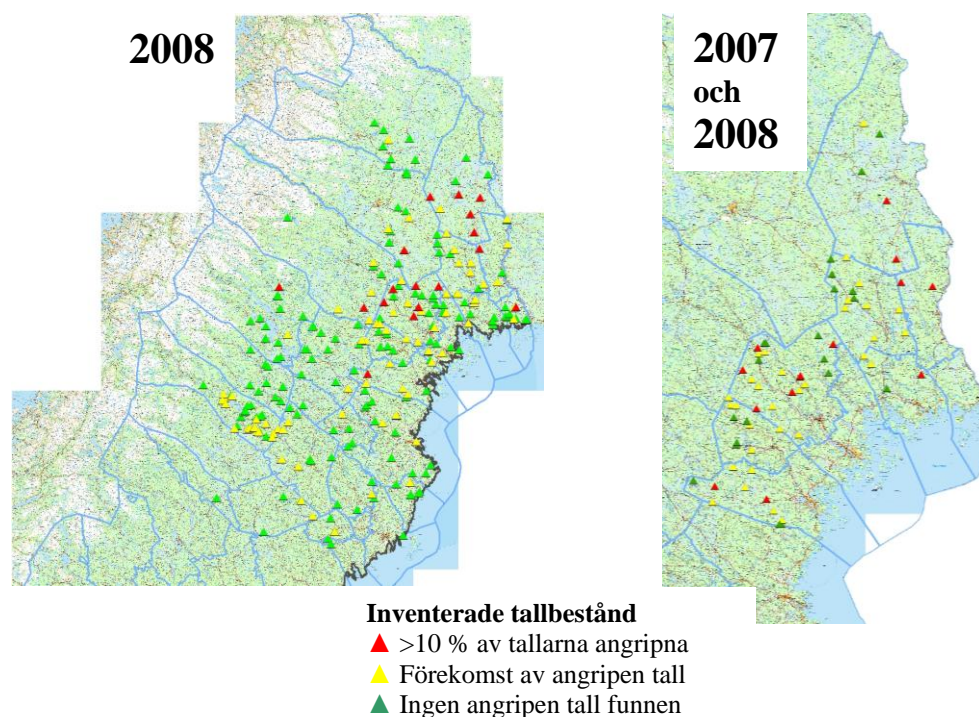 2008
2007
och
2008
Inventerade tallbestånd
>10 % av tallarna angripna
Förekomst av angripen tall
Ingen angripen tall funnen